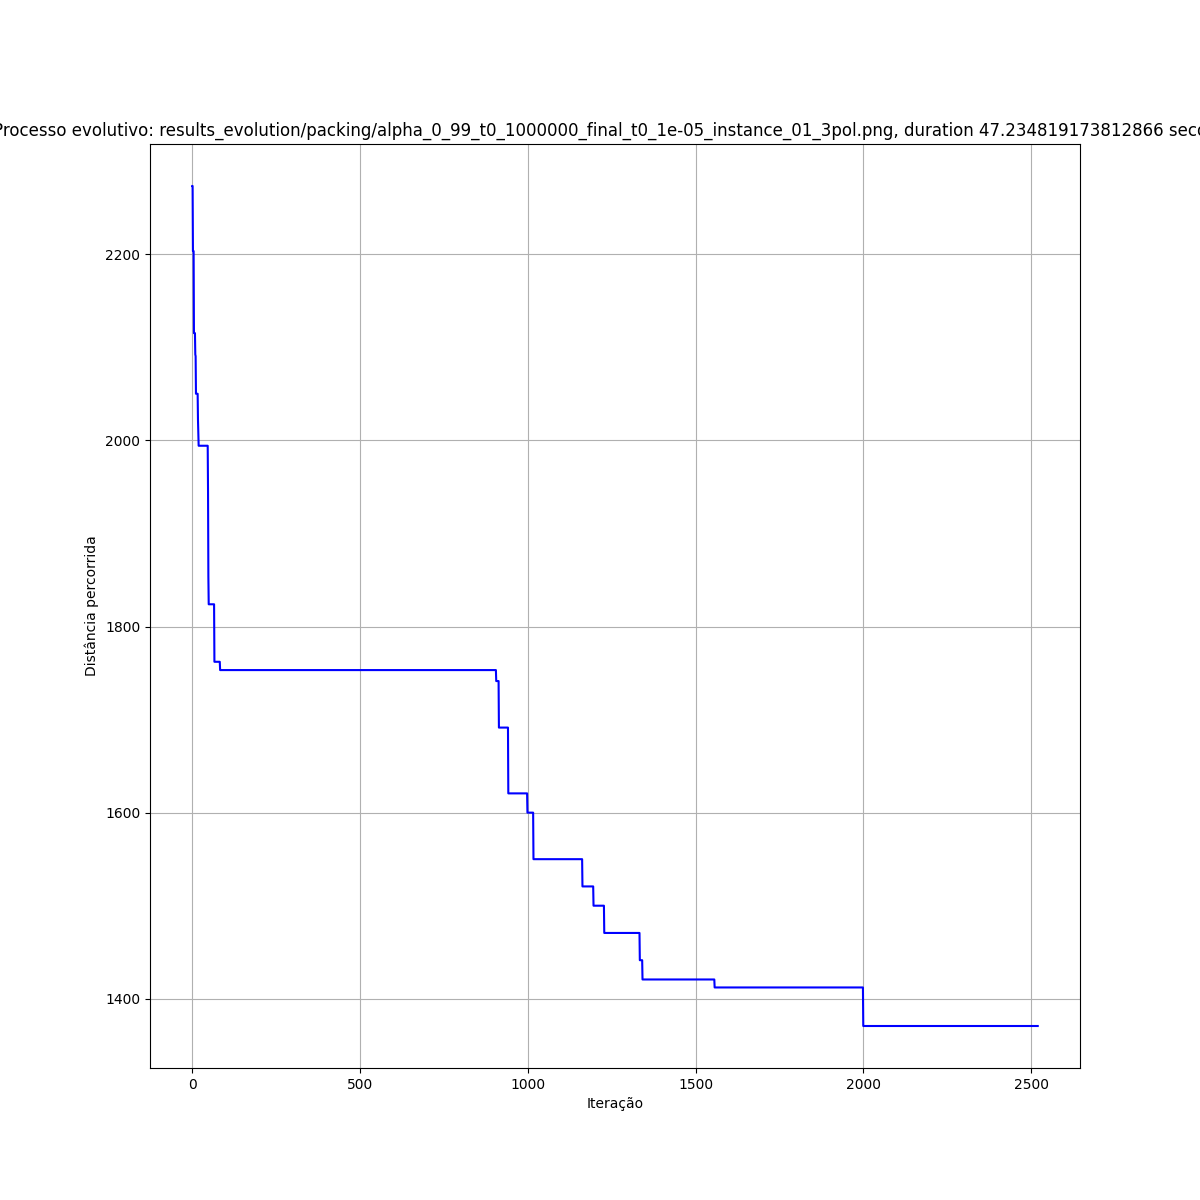 Processo evolutivo: results_evolution/packing/alpha_0_99_t0_1000000_final_t0_1e-05_instance_01_3pol.png, duration 47.234819173812866 seco
Distância percorrida
2200
2000
1800
1600
1400
0 500 1000 1500 2000 2500
Iteração